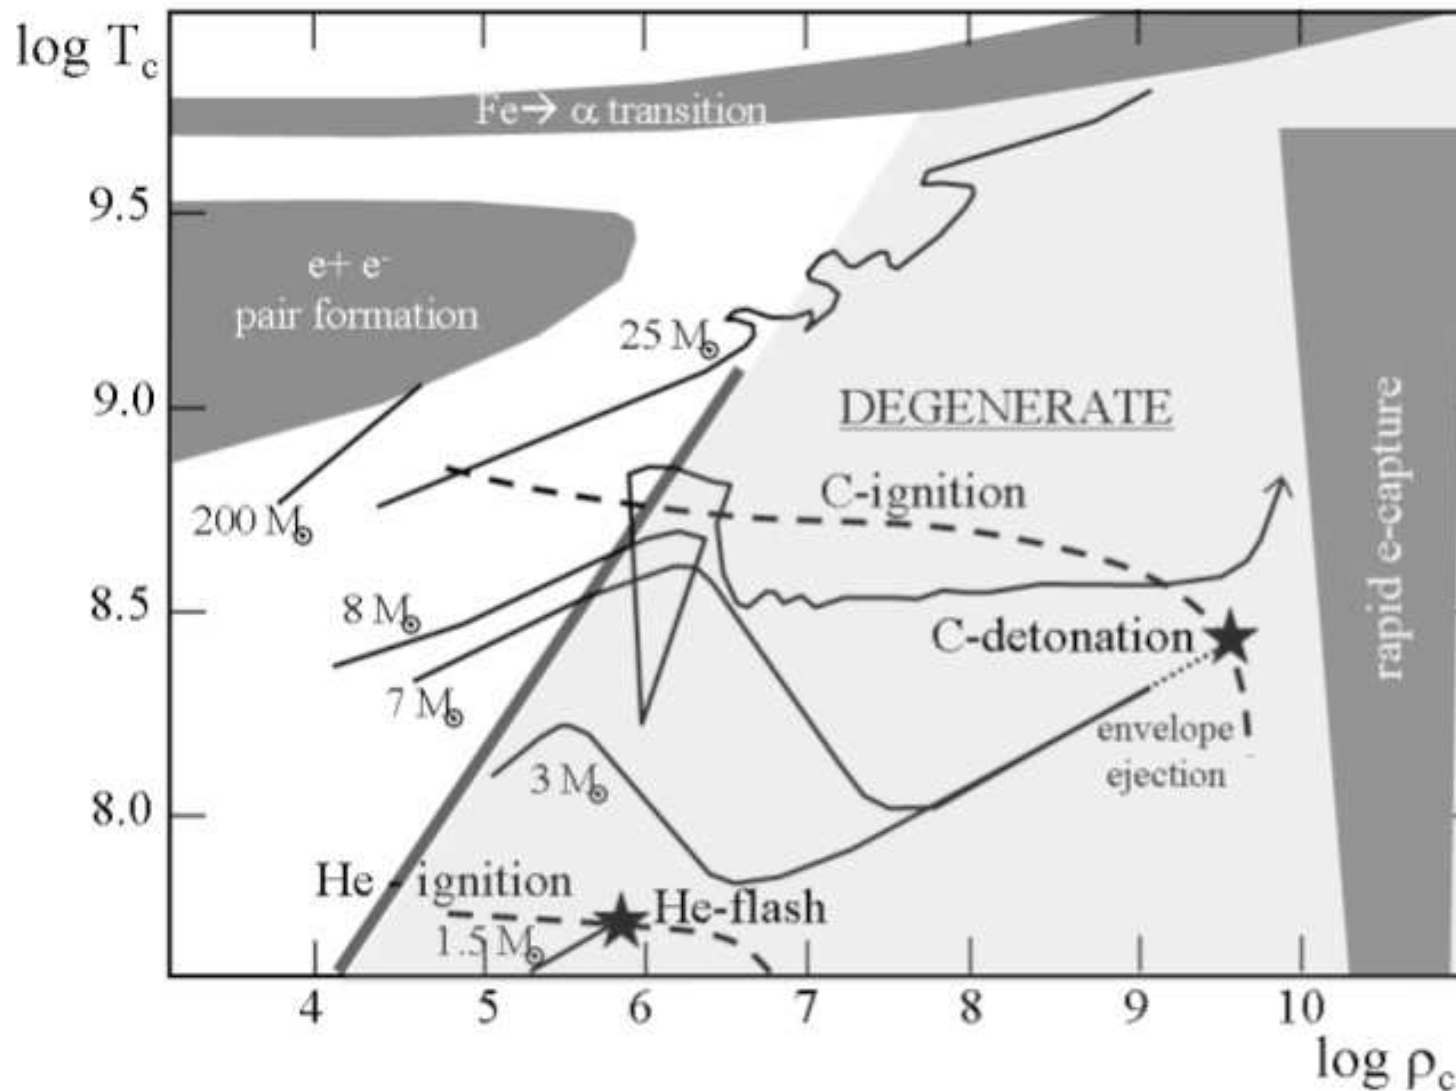 log T_c
Fe→ α transition
9.5
e+ e-
pair formation
25 M☉
9.0
DEGENERATE
C-ignition
200 M☉
rapid e-capture
8.5
8 M☉
C-detonation
7 M☉
envelope
ejection
3 M☉
8.0
He - ignition
He-flash
1.5 M☉
4 5 6 7 8 9 10
log ρ_c